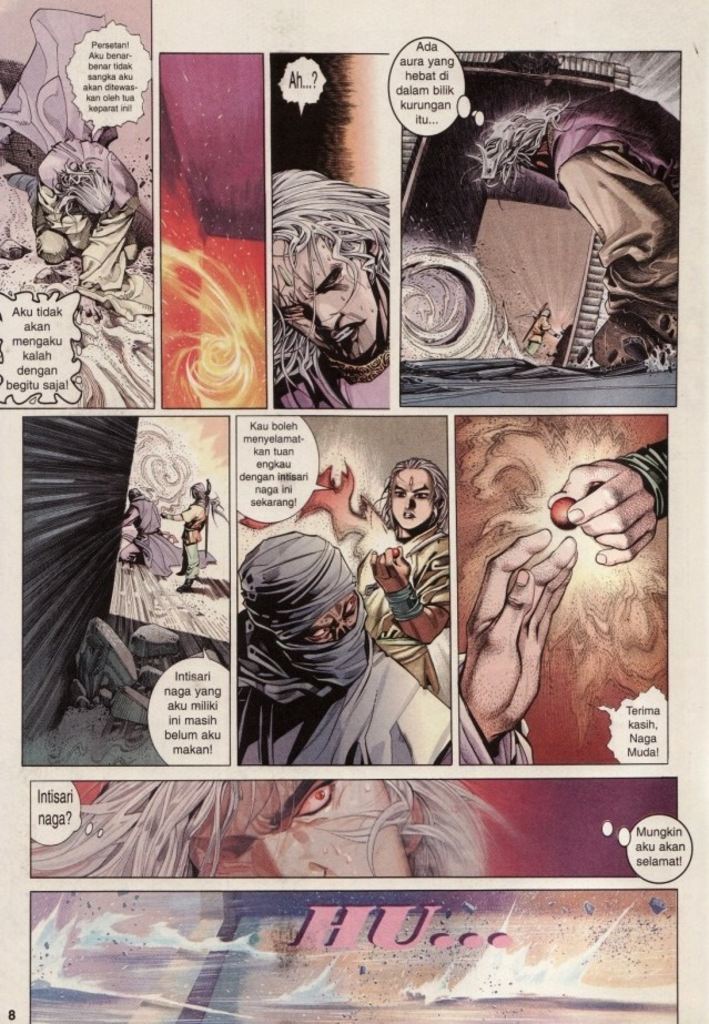 Persetan!
Aku benar-
benar tidak
sangka aku
akan ditewas-
kan oleh tua
keparat ini!
Aku tidak
akan
mengaku
kalah
dengan
begitu saja!
Ah...?
Ada
aura yang
hebat di
dalam bilik
kurungan
itu...
Intisari
naga yang
aku miliki
ini masih
belum aku
makan!
Kau boleh
menyelamat-
kan tuan
engkau
dengan intisari
naga ini
sekarang!
Terima
kasih,
Naga
Muda!
Intisari
naga?
Mungkin
aku akan
selamat!
HU...
8